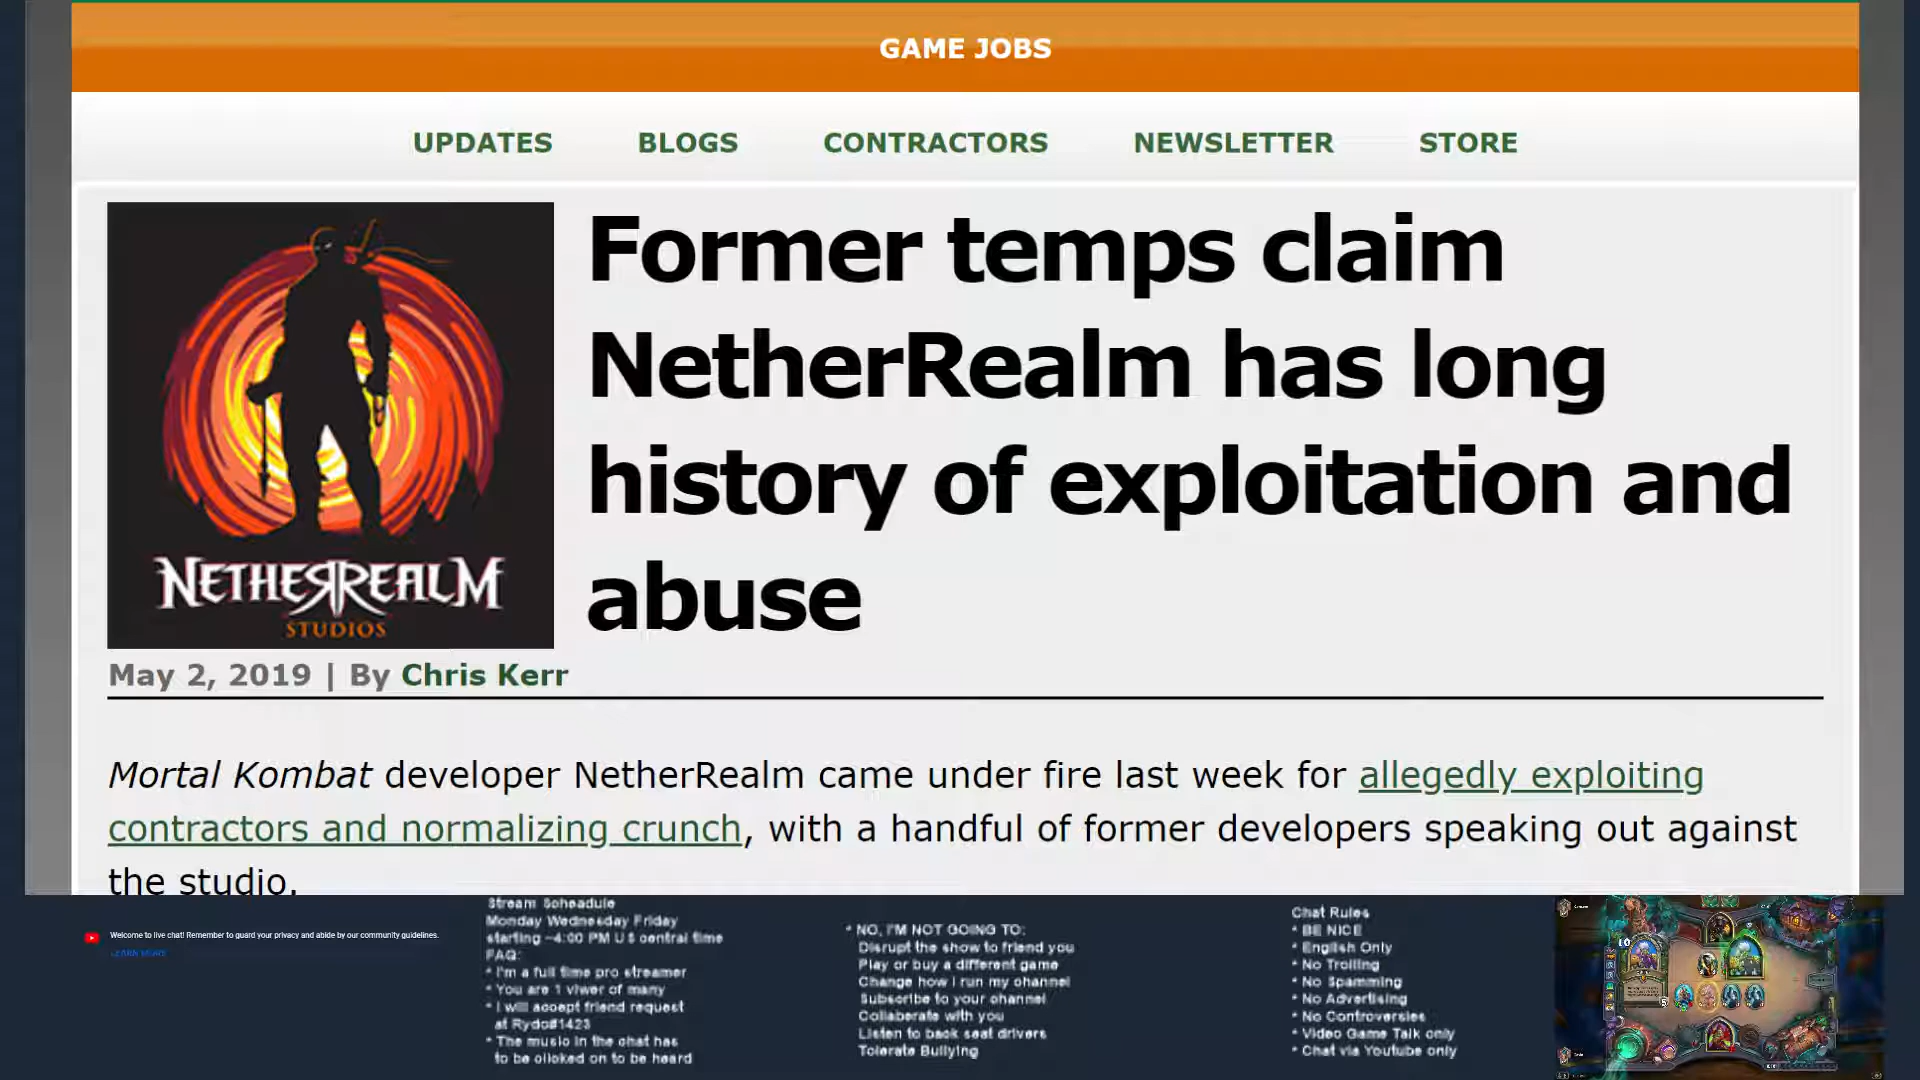 GAME JOBS
UPDATES BLOGS CONTRACTORS NEWSLETTER STORE
Former temps claim
NetherRealm has long
history of exploitation and
abuse
NETHERREALM
STUDIOS
May 2, 2019 | By Chris Kerr
Mortal Kombat developer NetherRealm came under fire last week for allegedly exploiting
contractors and normalizing crunch, with a handful of former developers speaking out against
the studio.
Welcome to live chat! Remember to guard your privacy and abide by our community guidelines.
LEARN MORE
Stream Soheadule
Monday Wednesday Friday
starting ~4:00 PM US central time
FAQ:
* I'm a full time pro streamer
* You are 1 viwer of many
* I will accept friend request
at Rydo#1423
* The music in the chat has
to be clicked on to be heard
* NO, I'M NOT GOING TO:
Disrupt the show to friend you
Play or buy a different game
Change how I run my channel
Subscribe to your channel
Collaberate with you
Listen to back seat drivers
Tolerate Bullying
Chat Rules
* BE NICE
* English Only
* No Trolling
* No Spamming
* No Advertising
* No Controversies
* Video Game Talk only
* Chat via Youtube only